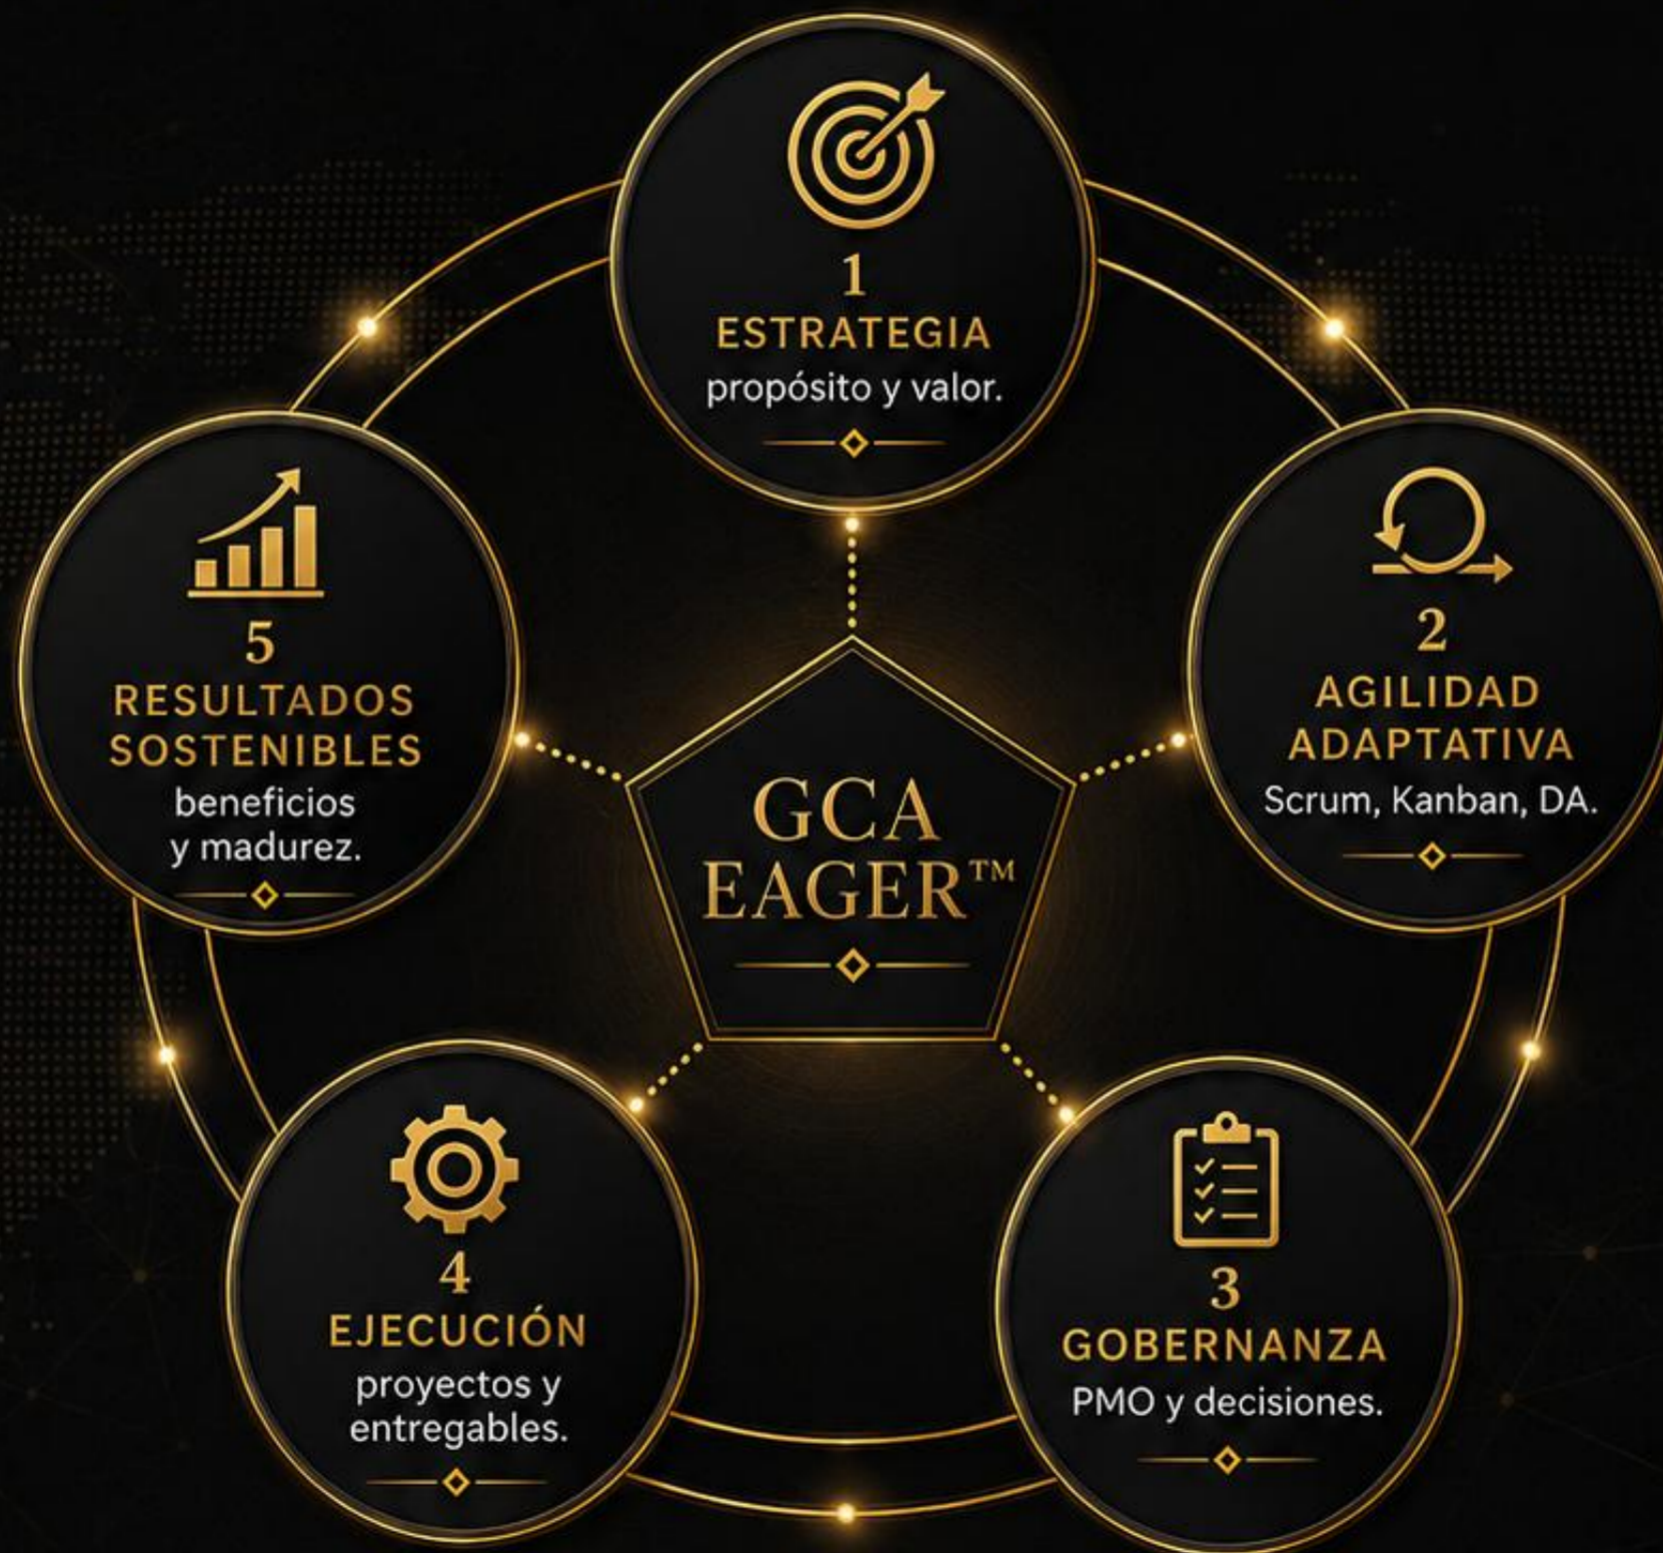 1
ESTRATEGIA
propósito y valor.
2
AGILIDAD
ADAPTATIVA
Scrum, Kanban, DA.
3
GOBERNANZA
PMO y decisiones.
4
EJECUCIÓN
proyectos y
entregables.
5
RESULTADOS
SOSTENIBLES
beneficios
y madurez.
GCA
EAGER™